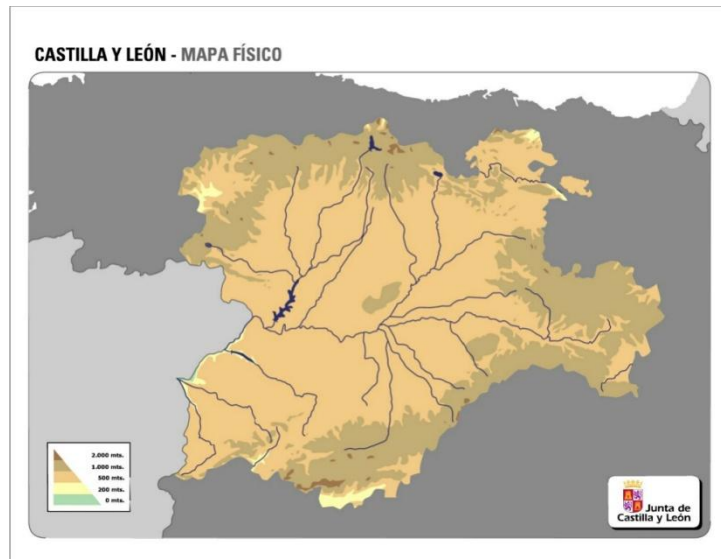 CASTILLA Y LEÓN - MAPA FÍSICO
2.000 mts.
1.000 mts.
500 mts.
200 mts.
0 mts.
Junta de
Castilla y León